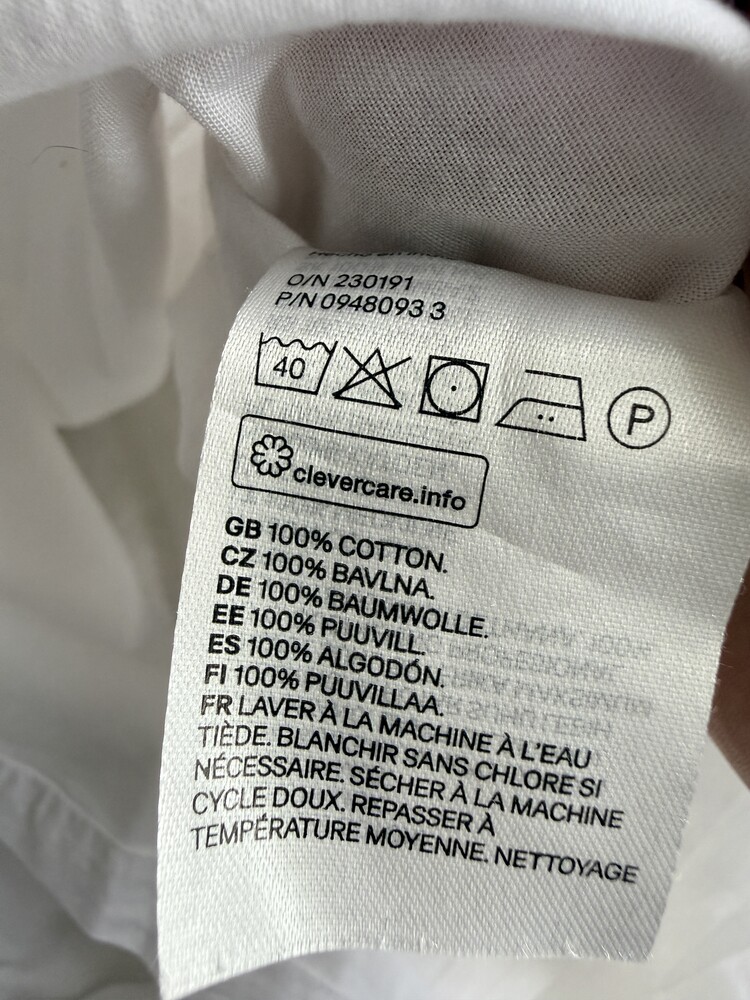 O/N 230191
P/N 0948093 3
40
P
clevercare.info
GB 100% COTTON.
CZ 100% BAVLNA.
DE 100% BAUMWOLLE.
EE 100% PUUVILL.
ES 100% ALGODÓN.
FI 100% PUUVILLAA.
FR LAVER À LA MACHINE À L'EAU
TIÈDE. BLANCHIR SANS CHLORE SI
NÉCESSAIRE. SÉCHER À LA MACHINE
CYCLE DOUX. REPASSER À
TEMPÉRATURE MOYENNE. NETTOYAGE